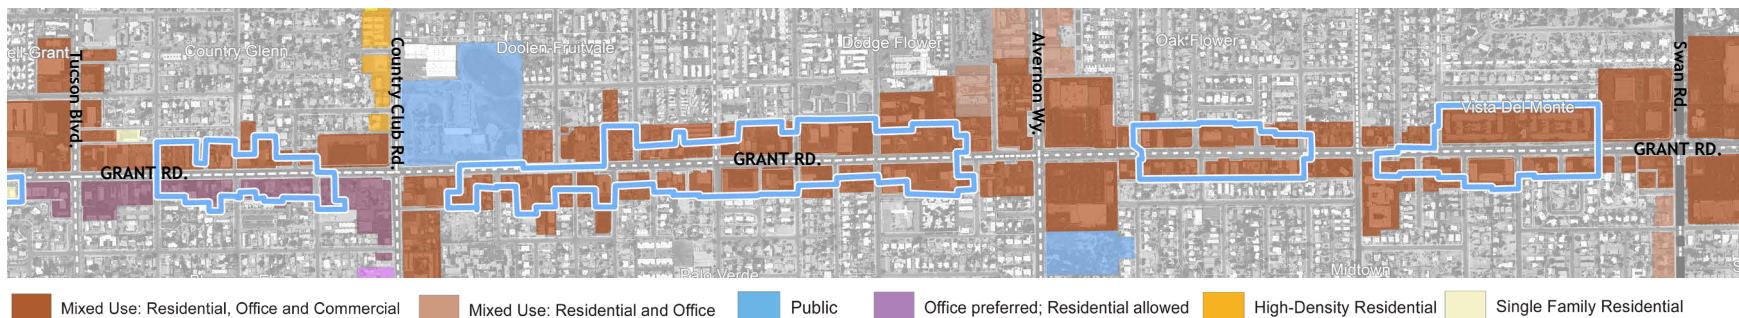 ell-Grant
Country Glenn
Doolen-Fruitvale
Dodge Flower
Oak Flower
Tucson Blvd.
Country Club Rd.
Alvernon Wy.
Swan Rd.
Vista Del Monte
GRANT RD.
GRANT RD.
GRANT RD.
Palo Verde
Midtown
Mixed Use: Residential, Office and Commercial
Mixed Use: Residential and Office
Public
Office preferred; Residential allowed
High-Density Residential
Single Family Residential